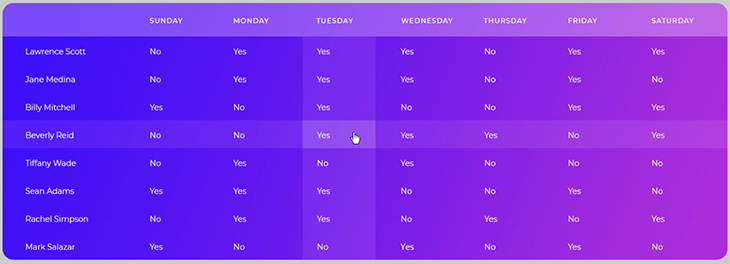 SUNDAY MONDAY TUESDAY WEDNESDAY THURSDAY FRIDAY SATURDAY
Lawrence Scott No Yes Yes Yes No Yes Yes
Jane Medina No Yes Yes Yes No Yes No
Billy Mitchell Yes No Yes No No Yes Yes
Beverly Reid No No Yes Yes Yes No Yes
Tiffany Wade No Yes No Yes No No No
Sean Adams Yes Yes Yes No No Yes No
Rachel Simpson No Yes Yes No Yes No Yes
Mark Salazar Yes No No Yes No Yes No